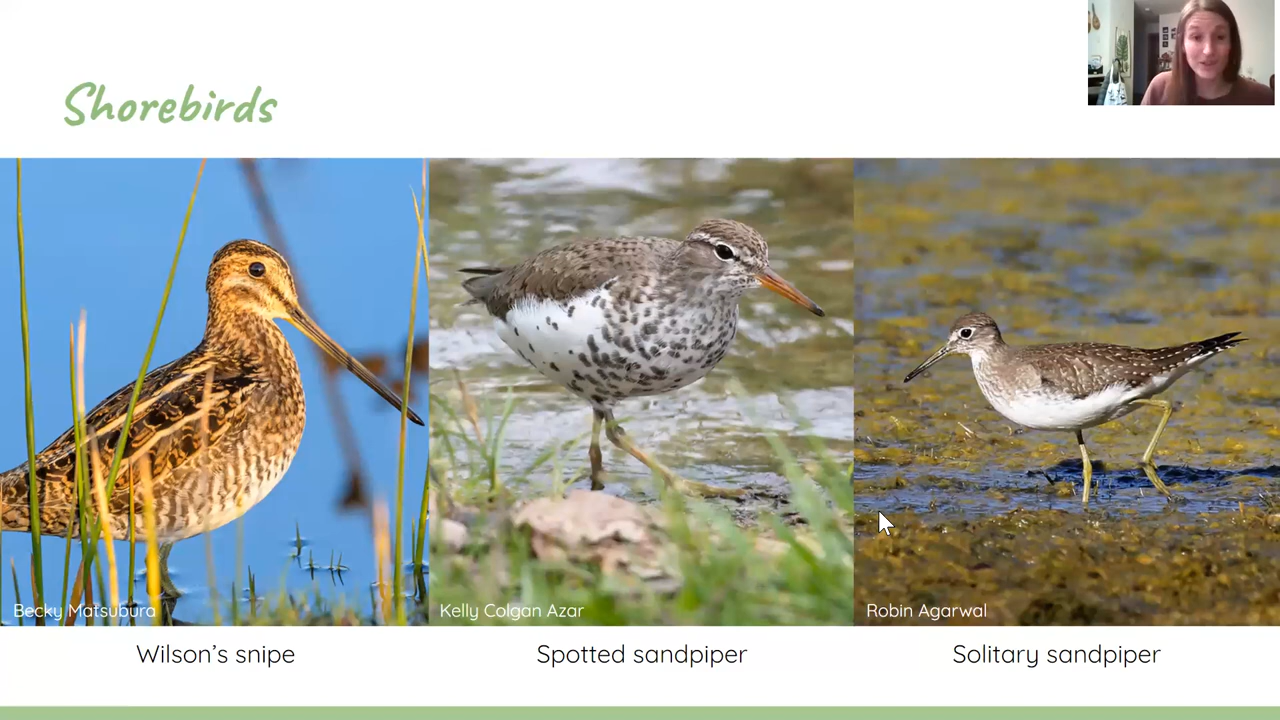 Shorebirds
Becky Matsubura
Kelly Colgan Azar
Robin Agarwal
Wilson's snipe
Spotted sandpiper
Solitary sandpiper